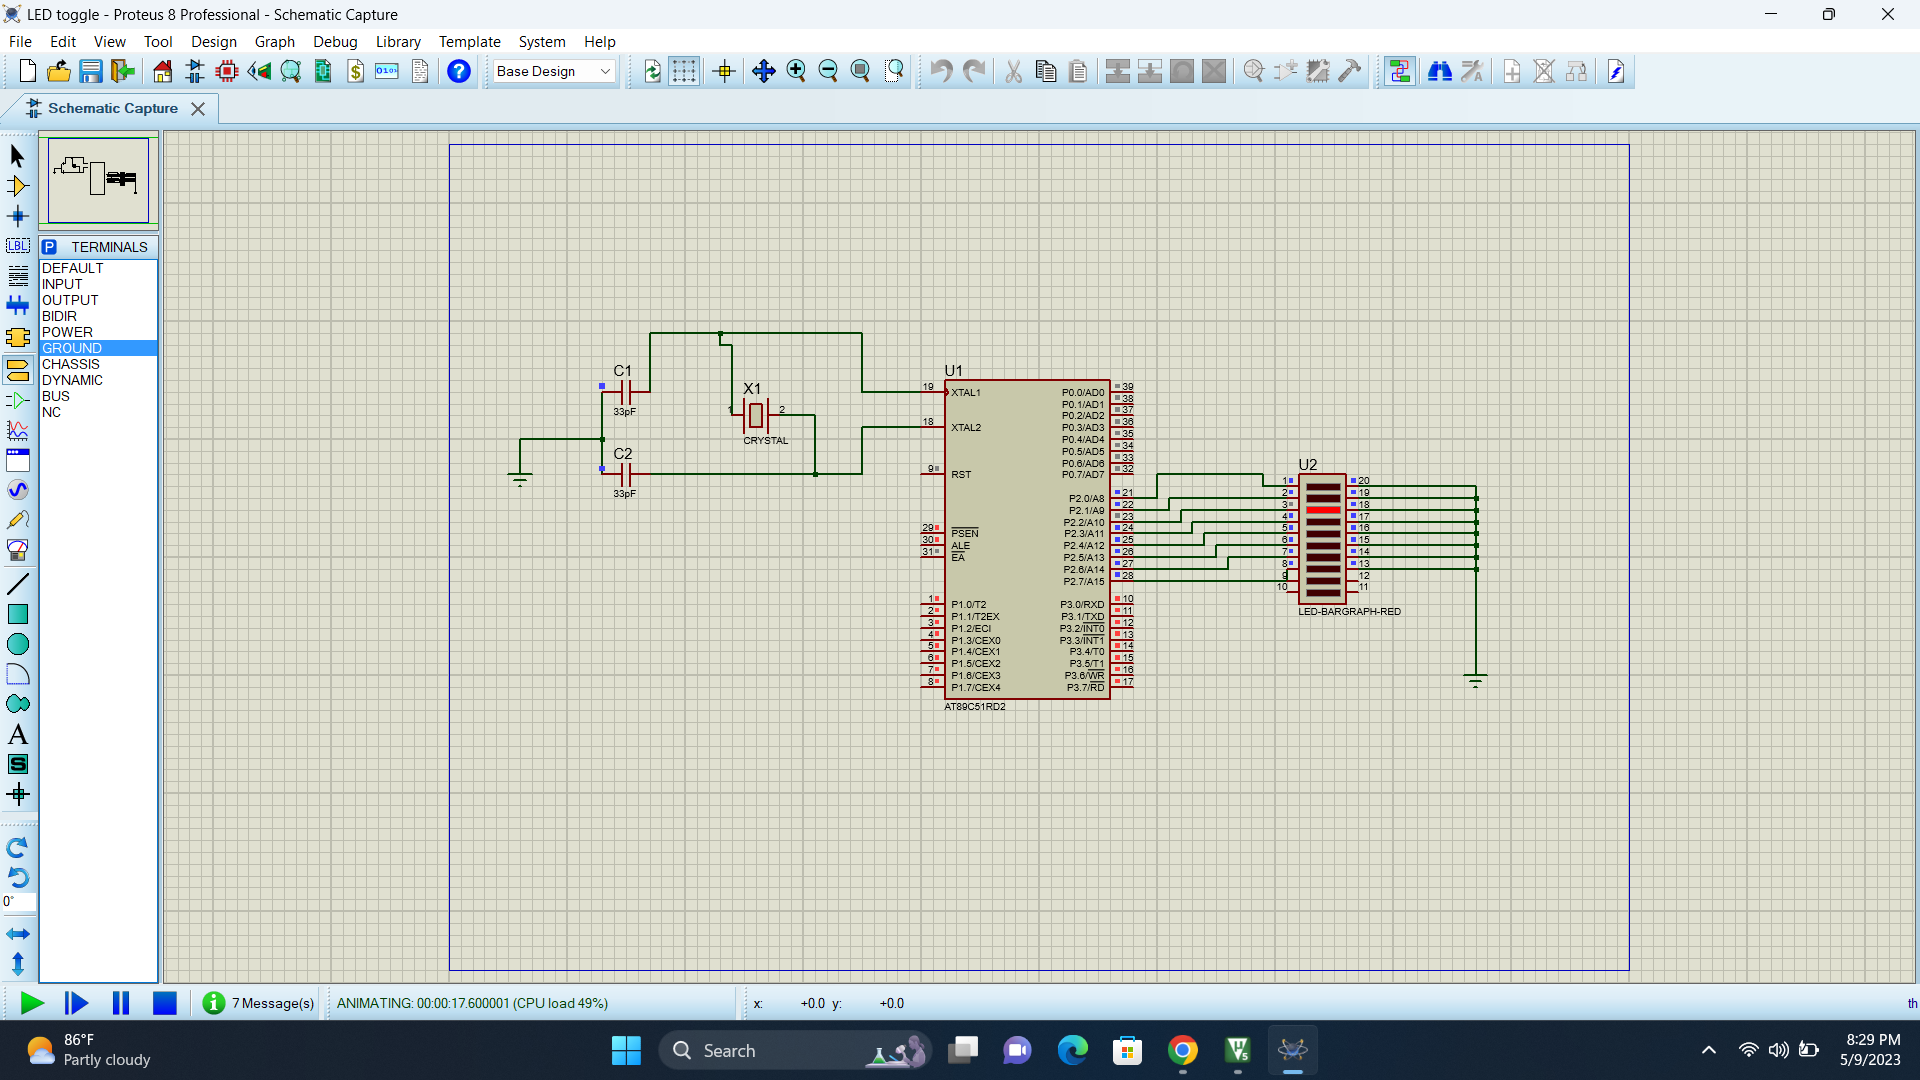 LED toggle - Proteus 8 Professional - Schematic Capture
File Edit View Tool Design Graph Debug Library Template System Help
Base Design
Schematic Capture
P TERMINALS
DEFAULT
INPUT
OUTPUT
BIDIR
POWER
GROUND
CHASSIS
DYNAMIC
BUS
NC
LBL
A
S
0°
C1
33pF
C2
33pF
X1
1 2
CRYSTAL
U1
19 XTAL1 P0.0/AD0 39
P0.1/AD1 38
P0.2/AD2 37
18 XTAL2 P0.3/AD3 36
P0.4/AD4 35
P0.5/AD5 34
P0.6/AD6 33
9 RST P0.7/AD7 32
P2.0/A8 21
P2.1/A9 22
P2.2/A10 23
29 PSEN P2.3/A11 24
30 ALE P2.4/A12 25
31 EA P2.5/A13 26
P2.6/A14 27
P2.7/A15 28
1 P1.0/T2 P3.0/RXD 10
2 P1.1/T2EX P3.1/TXD 11
3 P1.2/ECI P3.2/INT0 12
4 P1.3/CEX0 P3.3/INT1 13
5 P1.4/CEX1 P3.4/T0 14
6 P1.5/CEX2 P3.5/T1 15
7 P1.6/CEX3 P3.6/WR 16
8 P1.7/CEX4 P3.7/RD 17
AT89C51RD2
U2
1 20
2 19
3 18
4 17
5 16
6 15
7 14
8 13
9 12
10 11
LED-BARGRAPH-RED
7 Message(s) ANIMATING: 00:00:17.600001 (CPU load 49%) x: +0.0 y: +0.0 th
86°F
Partly cloudy
Search
8:29 PM
5/9/2023